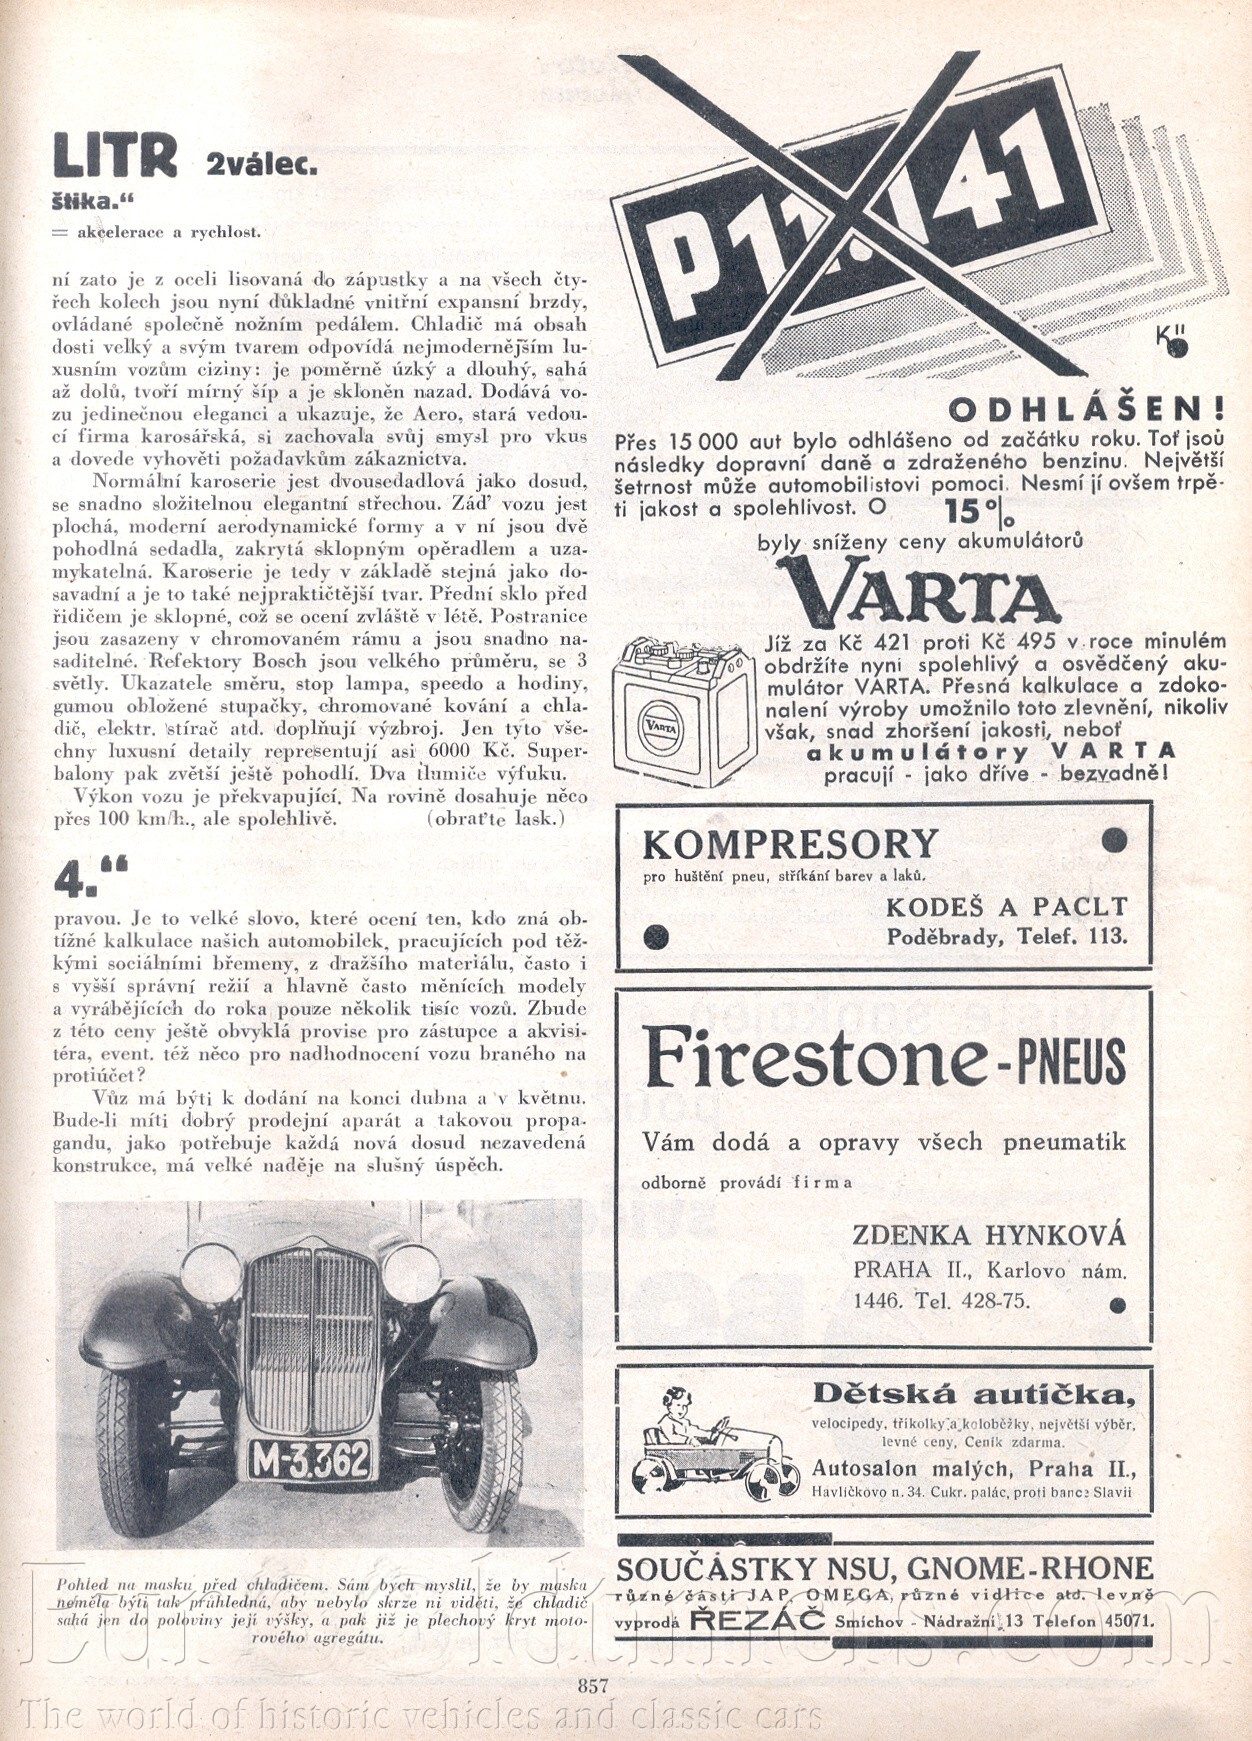 LITR 2válec.
štika.“
= akcelerace a rychlost.
ní zato je z oceli lisovaná do zápustky a na všech čty-
řech kolech jsou nyní důkladné vnitřní expansní brzdy,
ovládané společně nožním pedálem. Chladič má obsah
dosti velký a svým tvarem odpovídá nejmodernějším lu-
xusním vozům ciziny: je poměrně úzký a dlouhý, sahá
až dolů, tvoří mírný šíp a je skloněn nazad. Dodává vo-
zu jedinečnou eleganci a ukazuje, že Aero, stará vedou-
cí firma karosářská, si zachovala svůj smysl pro vkus
a dovede vyhověti požadavkům zákaznictva.
Normální karoserie jest dvousedadlová jako dosud,
se snadno složitelnou elegantní střechou. Záď vozu jest
plochá, moderní aerodynamické formy a v ní jsou dvě
pohodlná sedadla, zakrytá sklopným opěradlem a uza-
mykatelná. Karoserie je tedy v základě stejná jako do-
savadní a je to také nejpraktičtější tvar. Přední sklo před
řidičem je sklopné, což se ocení zvláště v létě. Postranice
jsou zasazeny v chromovaném rámu a jsou snadno na-
saditelné. Refektory Bosch jsou velkého průměru, se 3
světly. Ukazatele směru, stop lampa, speedo a hodiny,
gumou obložené stupačky, chromované kování a chla-
dič, elektr. stírač atd. doplňují výzbroj. Jen tyto vše-
chny luxusní detaily representují asi 6000 Kč. Super-
balony pak zvětší ještě pohodlí. Dva tlumiče výfuku.
Výkon vozu je překvapující. Na rovině dosahuje něco
přes 100 km/h., ale spolehlivě. (obraťte lask.)
4.“
pravou. Je to velké slovo, které ocení ten, kdo zná ob-
tížné kalkulace našich automobilek, pracujících pod těž-
kými sociálními břemeny, z dražšího materiálu, často i
s vyšší správní režií a hlavně často měnících modely
a vyrábějících do roka pouze několik tisíc vozů. Zbude
z této ceny ještě obvyklá provise pro zástupce a akvisi-
téra, event. též něco pro nadhodnocení vozu braného na
protiúčet?
Vůz má býti k dodání na konci dubna a v květnu.
Bude-li míti dobrý prodejní aparát a takovou propa-
gandu, jako potřebuje každá nová dosud nezavedená
konstrukce, má velké naděje na slušný úspěch.
M-3.362
Pohled na masku před chladičem. Sám bych myslil, že by maska
neměla býti tak průhledná, aby nebylo skrze ni viděti, že chladič
sahá jen do poloviny její výšky, a pak již je plechový kryt moto-
rového agregátu.
Kü
ODHLÁŠEN!
Přes 15 000 aut bylo odhlášeno od začátku roku. Toť jsou
následky dopravní daně a zdraženého benzinu. Největší
šetrnost může automobilistovi pomoci. Nesmí jí ovšem trpě-
ti jakost a spolehlivost. O 15%
byly sníženy ceny akumulátorů
VARTA
Již za Kč 421 proti Kč 495 v roce minulém
obdržíte nyní spolehlivý a osvědčený aku-
mulátor VARTA. Přesná kalkulace a zdoko-
nalení výroby umožnilo toto zlevnění, nikoliv
však, snad zhoršení jakosti, neboť
akumulátory VARTA
pracují - jako dříve - bezvadně!
VARTA
KOMPRESORY
pro huštění pneu, stříkání barev a laků.
KODEŠ A PACLT
Poděbrady, Telef. 113.
Firestone-PNEUS
Vám dodá a opravy všech pneumatik
odborně provádí firma
ZDENKA HYNKOVÁ
PRAHA II., Karlovo nám.
1446. Tel. 428-75.
Dětská autíčka,
velocipedy, tříkolky a koloběžky, největší výběr,
levné ceny, Ceník zdarma.
Autosalon malých, Praha II.,
Havlíčkovo n. 34. Cukr. palác, proti bance Slavii
SOUČÁSTKY NSU, GNOME-RHONE
různé části JAP, OMEGA, různé vidlice atd. levně
vyprodá ŘEZÁČ Smíchov - Nádražní 13 Telefon 45071.
857
The world of historic vehicles and classic cars